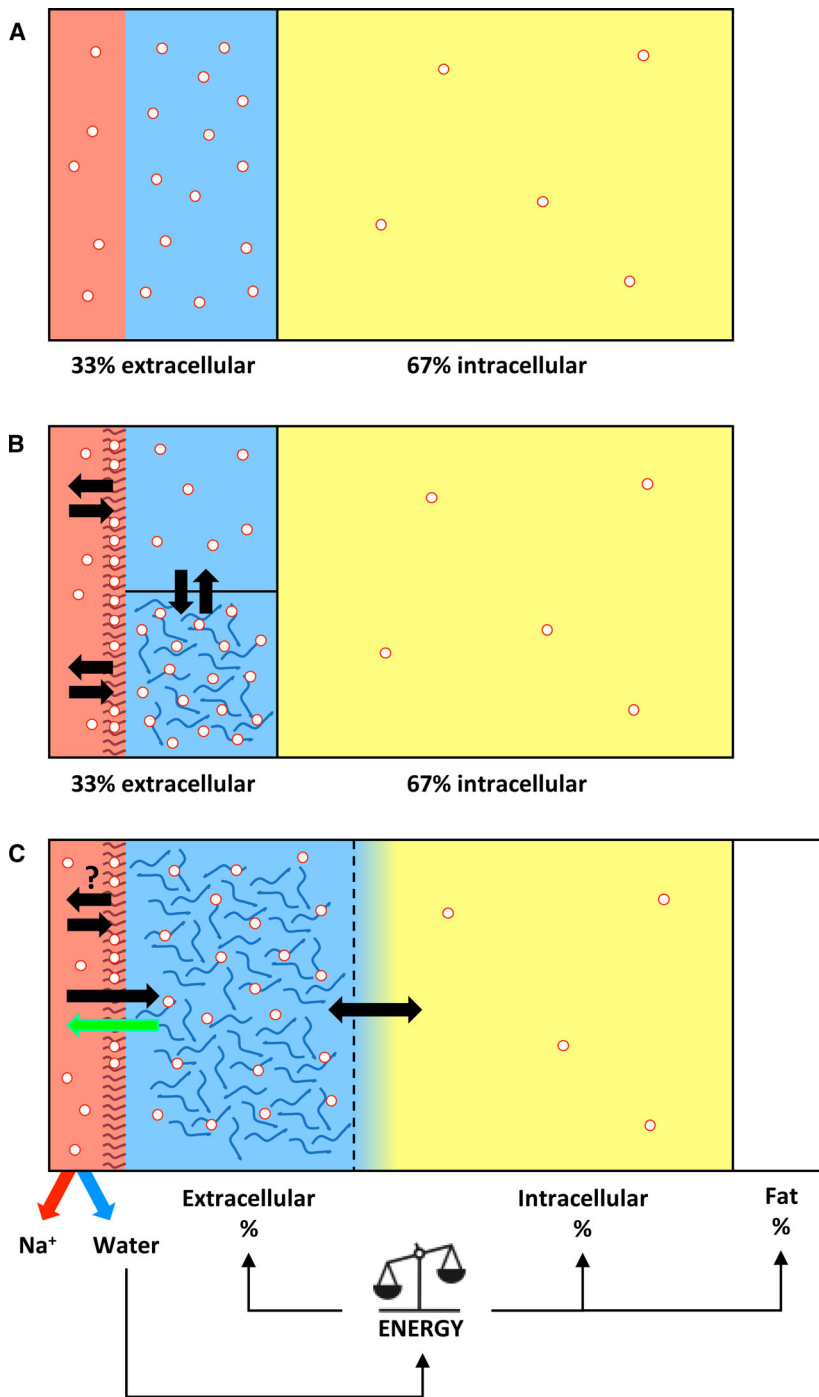 A
33% extracellular
67% intracellular
B
33% extracellular
67% intracellular
C
?
Extracellular
%
Intracellular
%
Fat
%
Na⁺
Water
ENERGY